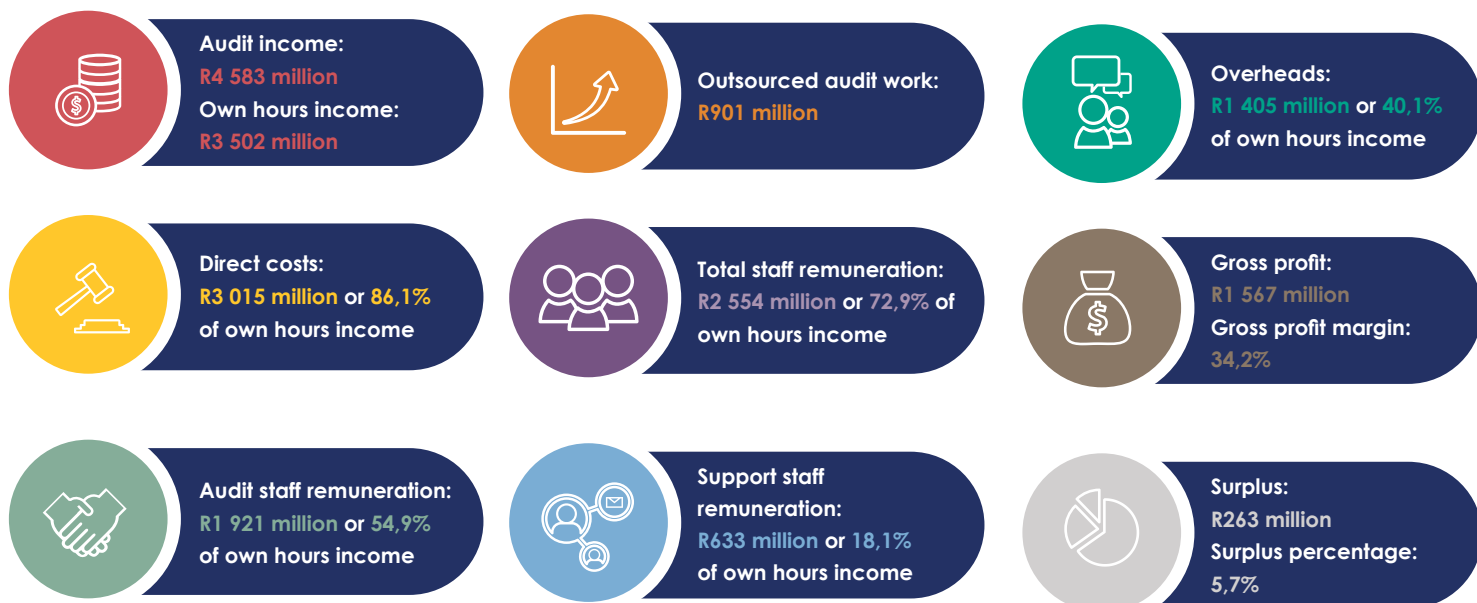 Audit income:
R4 583 million
Own hours income:
R3 502 million
Outsourced audit work:
R901 million
Overheads:
R1 405 million or 40,1%
of own hours income
Direct costs:
R3 015 million or 86,1%
of own hours income
Total staff remuneration:
R2 554 million or 72,9% of
own hours income
Gross profit:
R1 567 million
Gross profit margin:
34,2%
Audit staff remuneration:
R1 921 million or 54,9%
of own hours income
Support staff
remuneration:
R633 million or 18,1%
of own hours income
Surplus:
R263 million
Surplus percentage:
5,7%